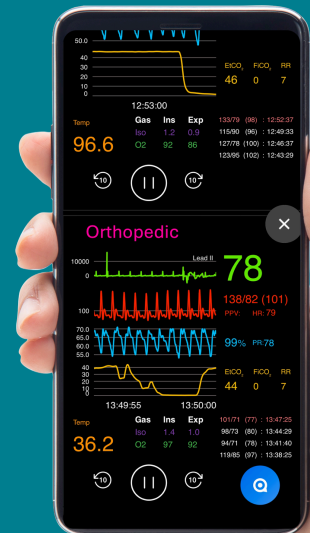 50.0
40
30
20
10
0
EtCO2 FiCO2 RR
46 0 7
12:53:00
Temp
96.6
Gas Ins Exp
Iso 1.2 0.9
O2 92 86
133/79 (98) : 12:52:37
115/90 (96) : 12:49:33
127/78 (100) : 12:46:37
123/95 (102) : 12:43:29
10 10
Orthopedic
10000
0
Lead II
78
100
138/82 (101)
PPV: HR: 79
70.0
65.0
60.0
55.0
99% PR:78
40
30
20
10
0
EtCO2 FiCO2 RR
44 0 7
13:49:55 13:50:00
Temp
36.2
Gas Ins Exp
Iso 1.4 1.0
O2 97 92
101/71 (77) : 13:47:25
98/73 (80) : 13:44:29
94/71 (78) : 13:41:40
119/85 (97) : 13:38:25
10 10